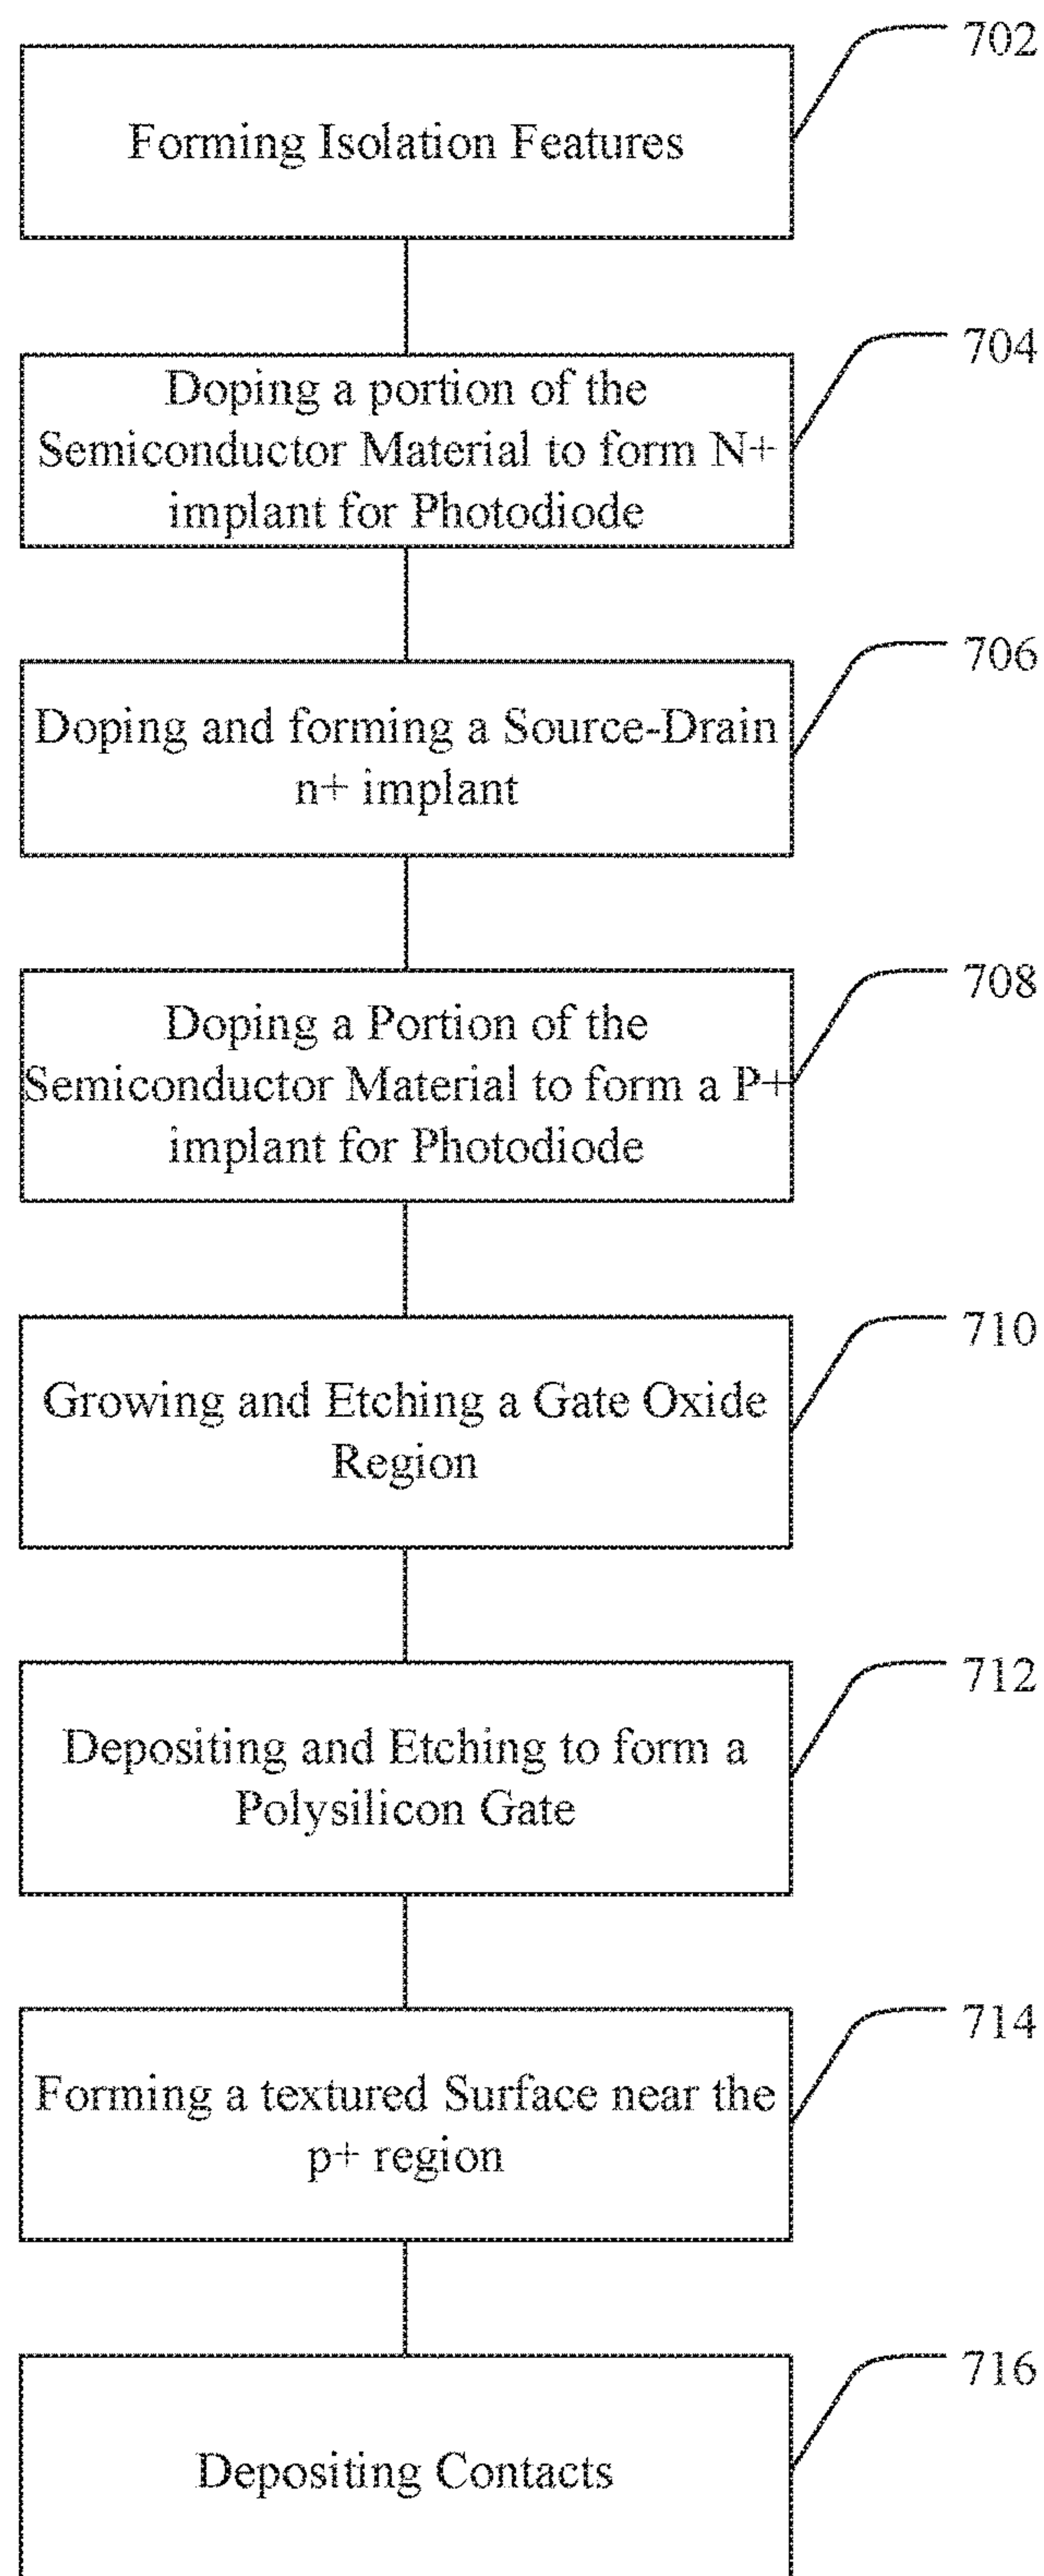 702
Forming Isolation Features
704
Doping a portion of the
Semiconductor Material to form N+
implant for Photodiode
706
Doping and forming a Source-Drain
n+ implant
708
Doping a Portion of the
Semiconductor Material to form a P+
implant for Photodiode
710
Growing and Etching a Gate Oxide
Region
712
Depositing and Etching to form a
Polysilicon Gate
714
Forming a textured Surface near the
p+ region
716
Depositing Contacts